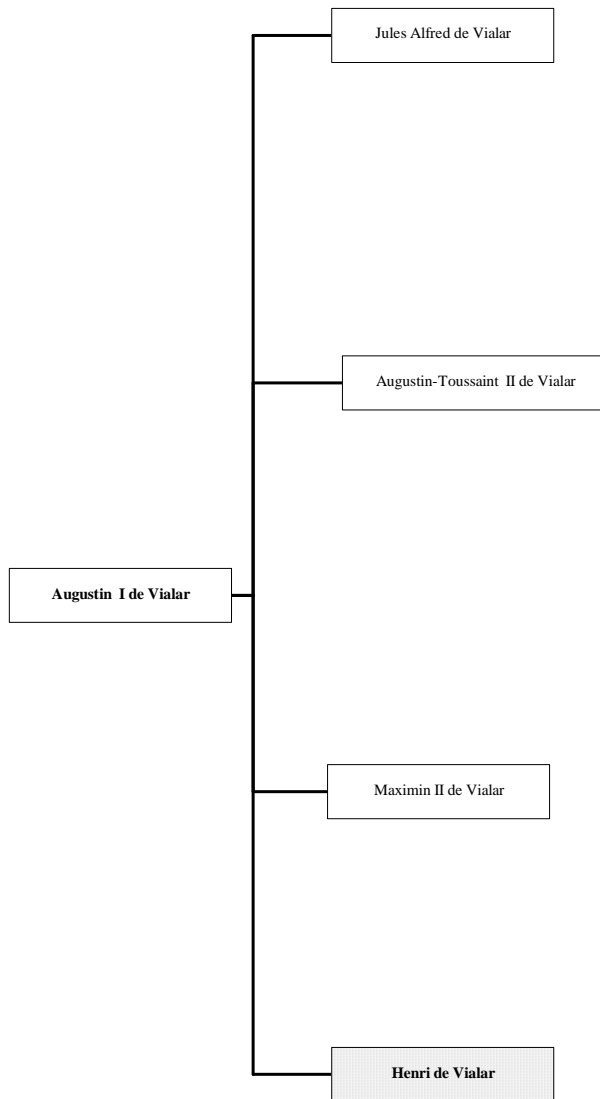 Jules Alfred de Vialar
Augustin-Toussaint II de Vialar
Augustin I de Vialar
Maximin II de Vialar
Henri de Vialar